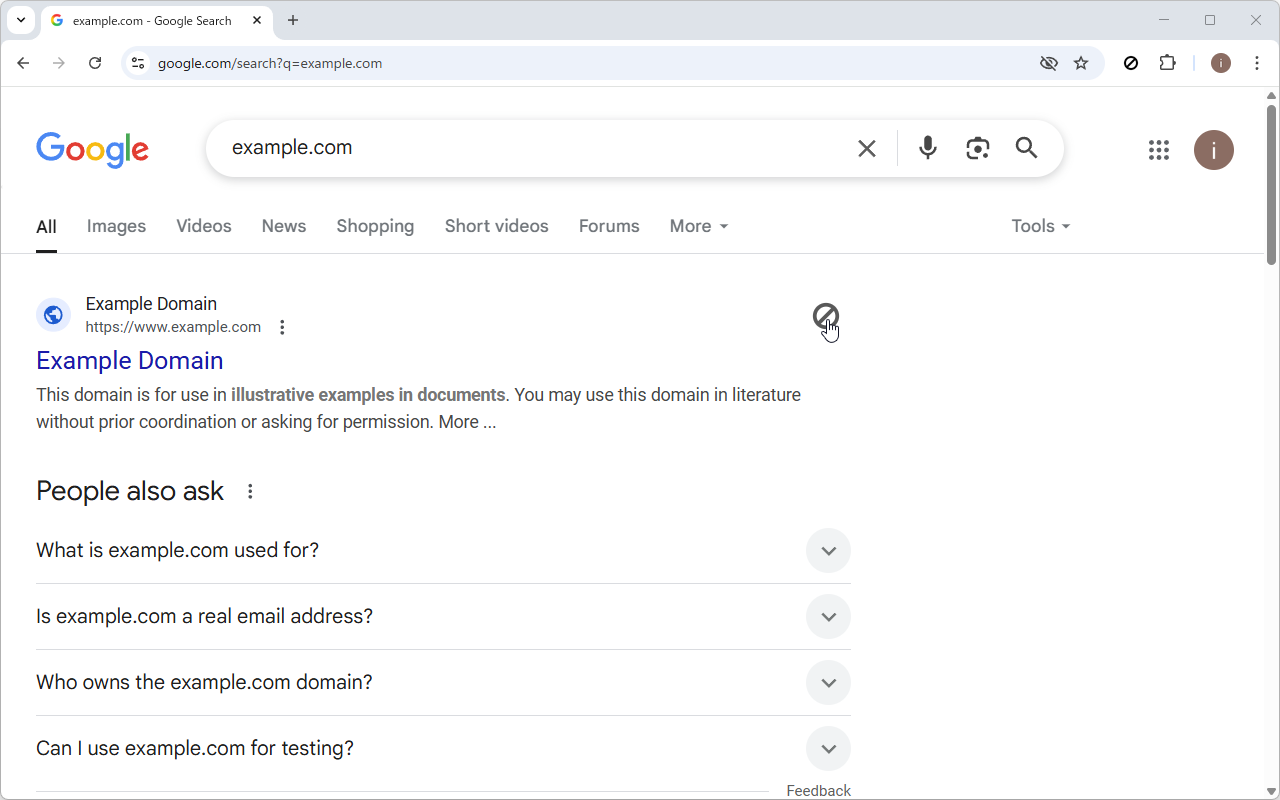 example.com - Google Search
google.com/search?q=example.com
i
Google
example.com
i
All
Images
Videos
News
Shopping
Short videos
Forums
More
Tools
Example Domain
https://www.example.com
Example Domain
This domain is for use in illustrative examples in documents. You may use this domain in literature
without prior coordination or asking for permission. More ...
People also ask
What is example.com used for?
Is example.com a real email address?
Who owns the example.com domain?
Can I use example.com for testing?
Feedback